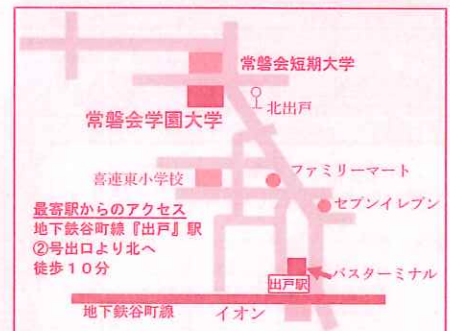 常磐会短期大学
北出戸
常磐会学園大学
ファミリーマート
喜連東小学校
セブンイレブン
最寄駅からのアクセス
地下鉄谷町線『出戸』駅
②号出口より北へ
徒歩10分
バスターミナル
出戸駅
地下鉄谷町線
イオン